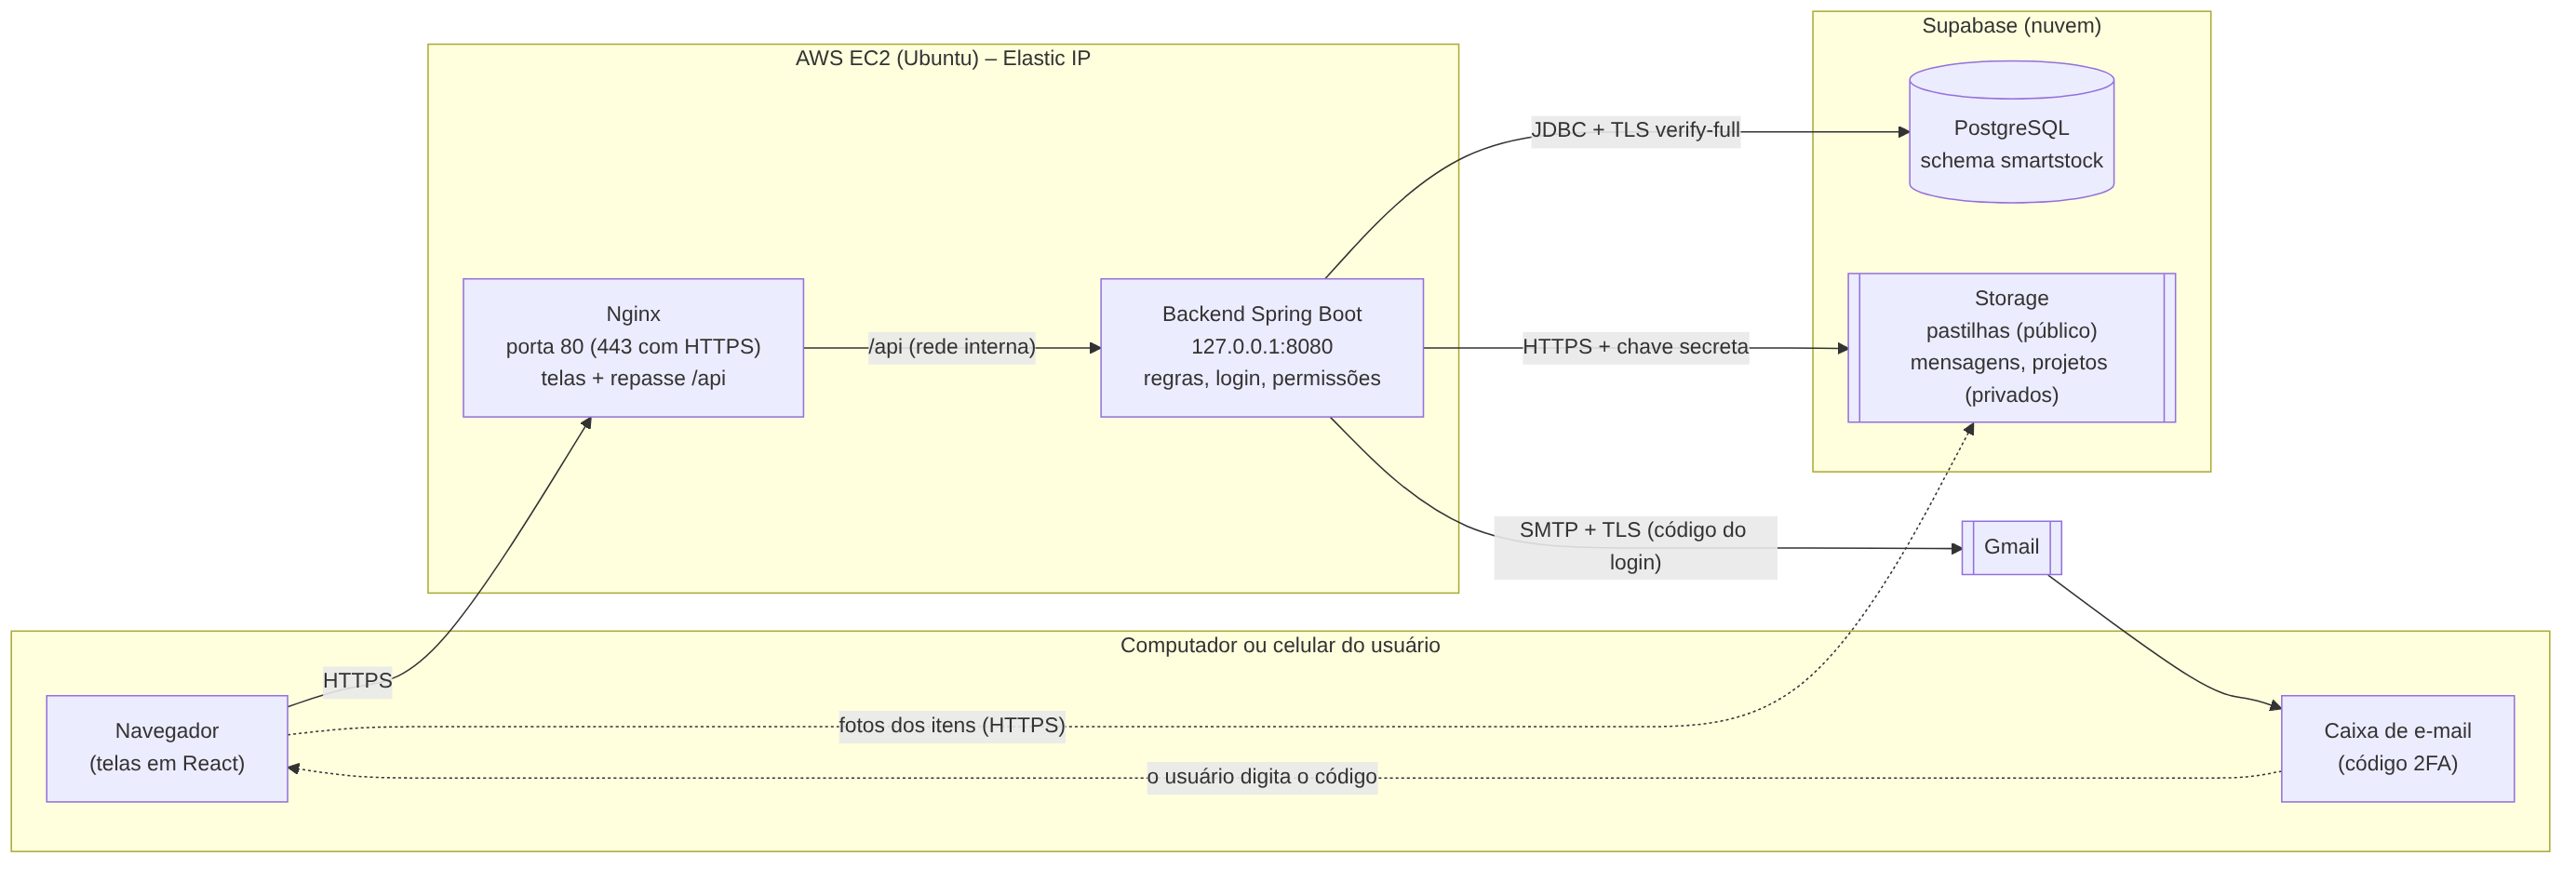 Supabase (nuvem)
AWS EC2 (Ubuntu) – Elastic IP
PostgreSQL
schema smartstock
JDBC + TLS verify-full
Nginx
porta 80 (443 com HTTPS)
telas + repasse /api
/api (rede interna)
Backend Spring Boot
127.0.0.1:8080
regras, login, permissões
HTTPS + chave secreta
Storage
pastilhas (público)
mensagens, projetos
(privados)
SMTP + TLS (código do
login)
Gmail
Computador ou celular do usuário
HTTPS
Navegador
(telas em React)
fotos dos itens (HTTPS)
o usuário digita o código
Caixa de e-mail
(código 2FA)